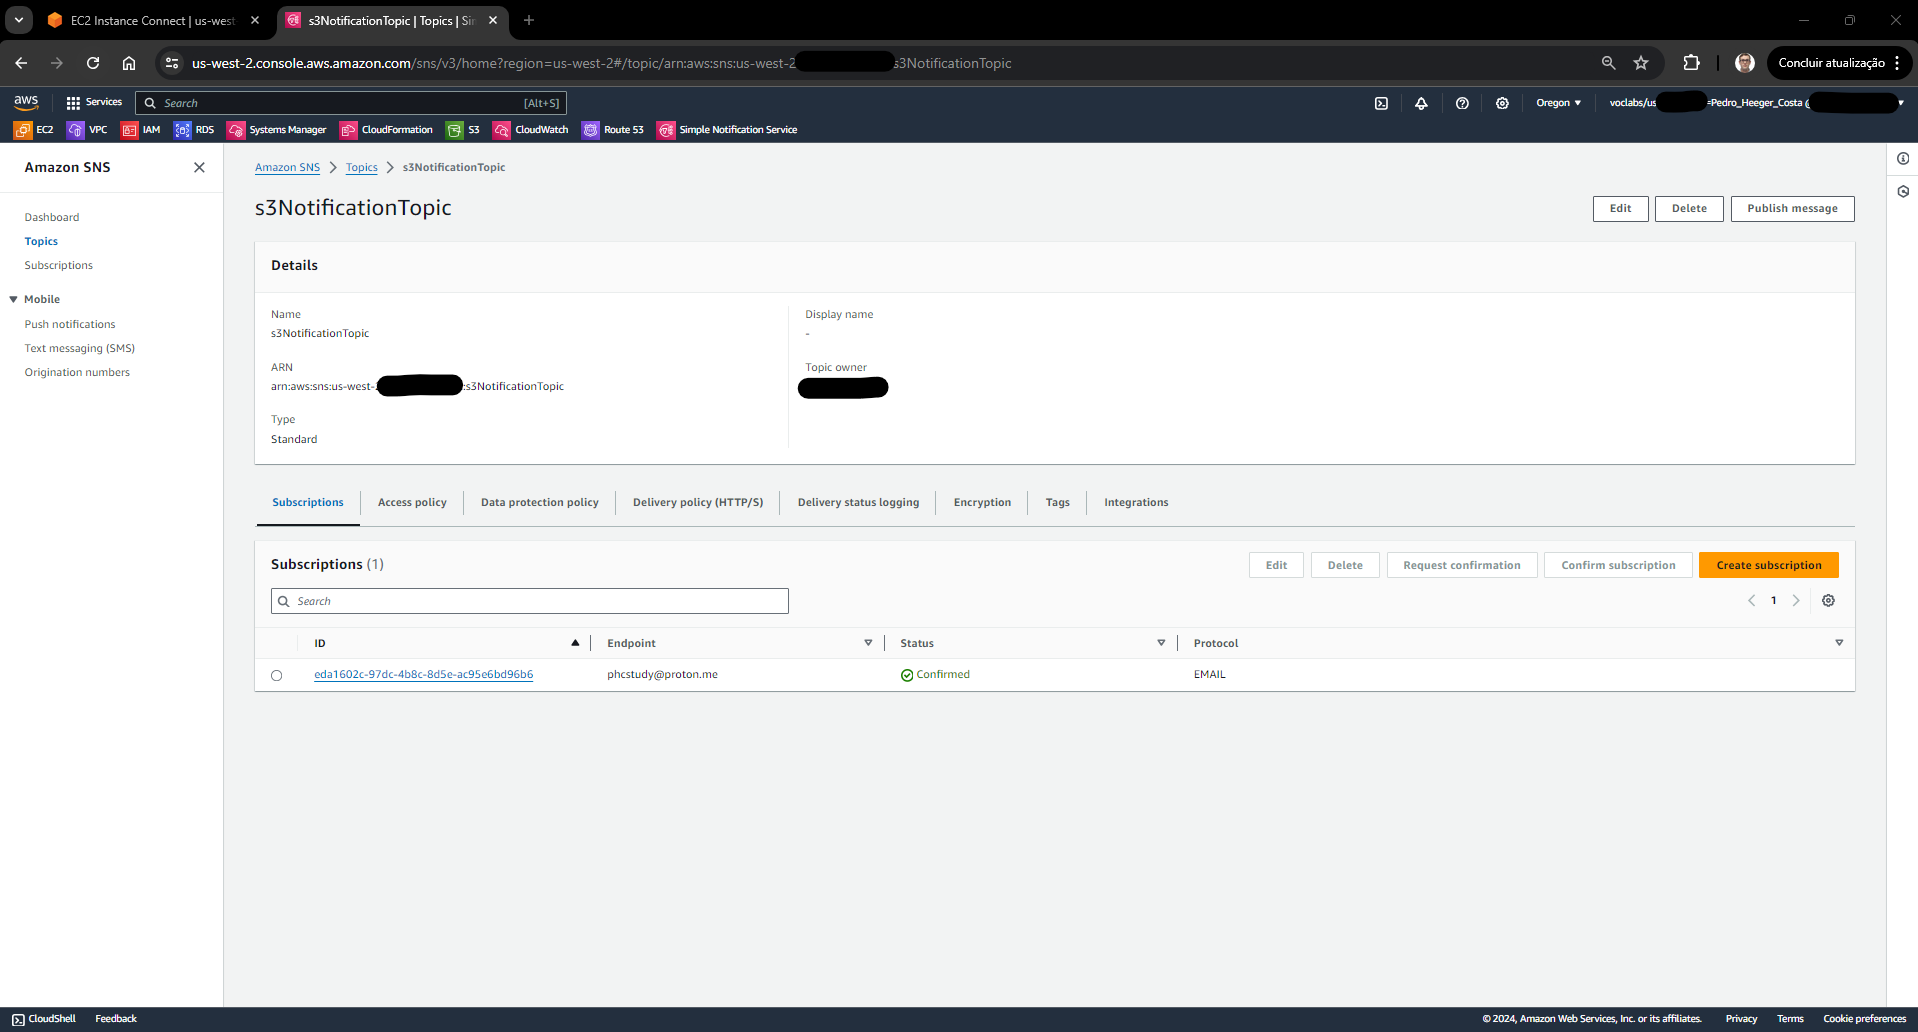 EC2 Instance Connect | us-west-
s3NotificationTopic | Topics | Sim
us-west-2.console.aws.amazon.com/sns/v3/home?region=us-west-2#/topic/arn:aws:sns:us-west-2 s3NotificationTopic
Concluir atualização
aws
Services
Search
[Alt+S]
Oregon
voclabs/us =Pedro_Heeger_Costa @
EC2
VPC
IAM
RDS
Systems Manager
CloudFormation
S3
CloudWatch
Route 53
Simple Notification Service
Amazon SNS
Dashboard
Topics
Subscriptions
Mobile
Push notifications
Text messaging (SMS)
Origination numbers
Amazon SNS > Topics > s3NotificationTopic
s3NotificationTopic
Edit
Delete
Publish message
Details
Name
s3NotificationTopic
ARN
arn:aws:sns:us-west- :s3NotificationTopic
Type
Standard
Display name
-
Topic owner
Subscriptions
Access policy
Data protection policy
Delivery policy (HTTP/S)
Delivery status logging
Encryption
Tags
Integrations
Subscriptions (1)
Edit
Delete
Request confirmation
Confirm subscription
Create subscription
Search
1
ID
Endpoint
Status
Protocol
eda1602c-97dc-4b8c-8d5e-ac95e6bd96b6
phcstudy@proton.me
Confirmed
EMAIL
CloudShell
Feedback
© 2024, Amazon Web Services, Inc. or its affiliates.
Privacy
Terms
Cookie preferences